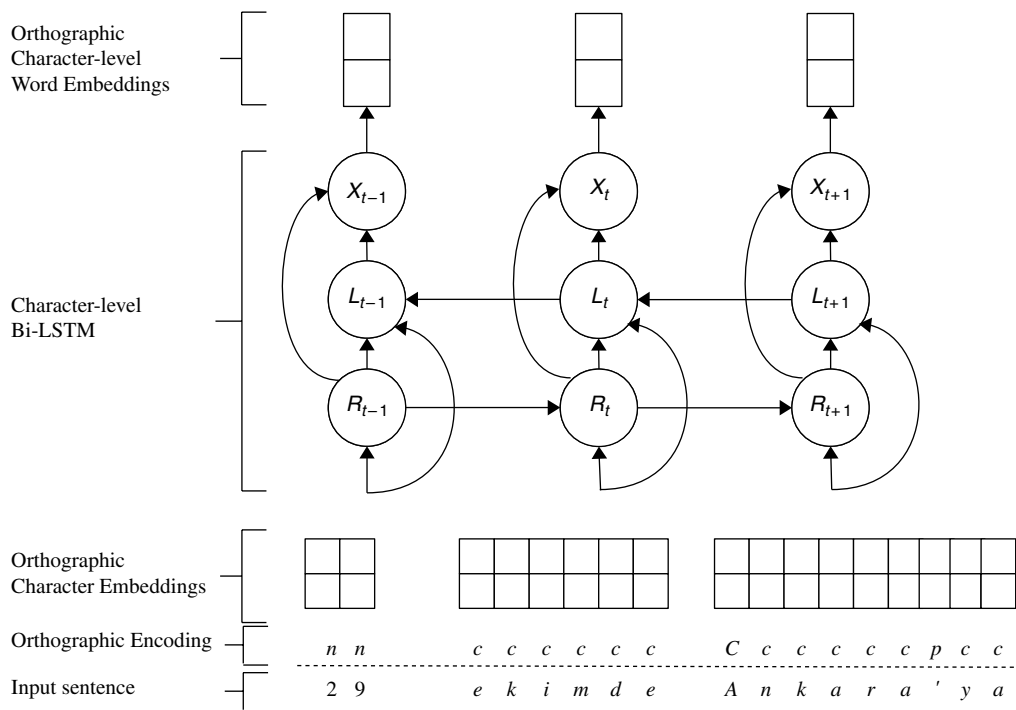 Orthographic
Character-level
Word Embeddings
X_{t−1} X_t X_{t+1}
Character-level
Bi-LSTM
L_{t−1} L_t L_{t+1}
R_{t−1} R_t R_{t+1}
Orthographic
Character Embeddings
Orthographic Encoding n n c c c c c c C c c c c c p c c
Input sentence 2 9 e k i m d e A n k a r a ' y a